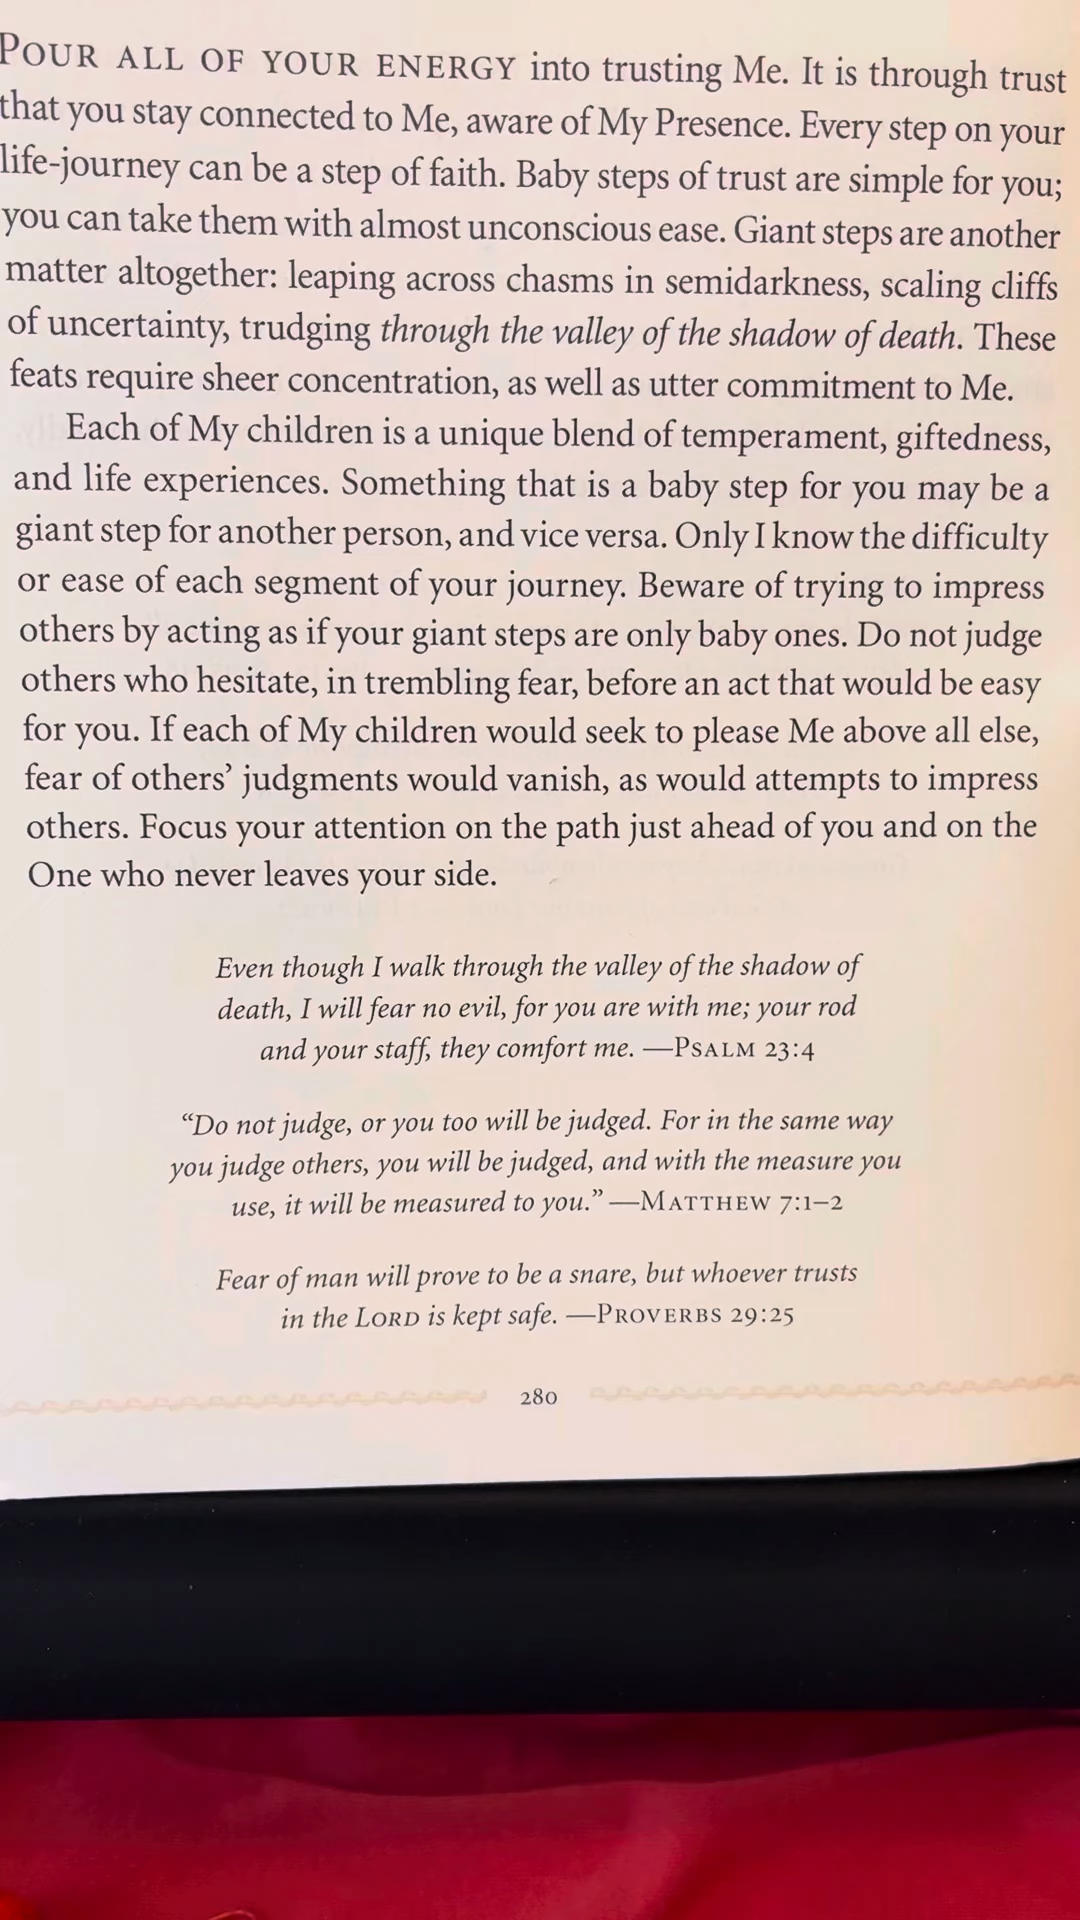 POUR ALL OF YOUR ENERGY into trusting Me. It is through trust
that you stay connected to Me, aware of My Presence. Every step on your
life-journey can be a step of faith. Baby steps of trust are simple for you;
you can take them with almost unconscious ease. Giant steps are another
matter altogether: leaping across chasms in semidarkness, scaling cliffs
of uncertainty, trudging through the valley of the shadow of death. These
feats require sheer concentration, as well as utter commitment to Me.
Each of My children is a unique blend of temperament, giftedness,
and life experiences. Something that is a baby step for you may be a
giant step for another person, and vice versa. Only I know the difficulty
or ease of each segment of your journey. Beware of trying to impress
others by acting as if your giant steps are only baby ones. Do not judge
others who hesitate, in trembling fear, before an act that would be easy
for you. If each of My children would seek to please Me above all else,
fear of others’ judgments would vanish, as would attempts to impress
others. Focus your attention on the path just ahead of you and on the
One who never leaves your side.
Even though I walk through the valley of the shadow of
death, I will fear no evil, for you are with me; your rod
and your staff, they comfort me. —PSALM 23:4
“Do not judge, or you too will be judged. For in the same way
you judge others, you will be judged, and with the measure you
use, it will be measured to you.” —MATTHEW 7:1–2
Fear of man will prove to be a snare, but whoever trusts
in the LORD is kept safe. —PROVERBS 29:25
280